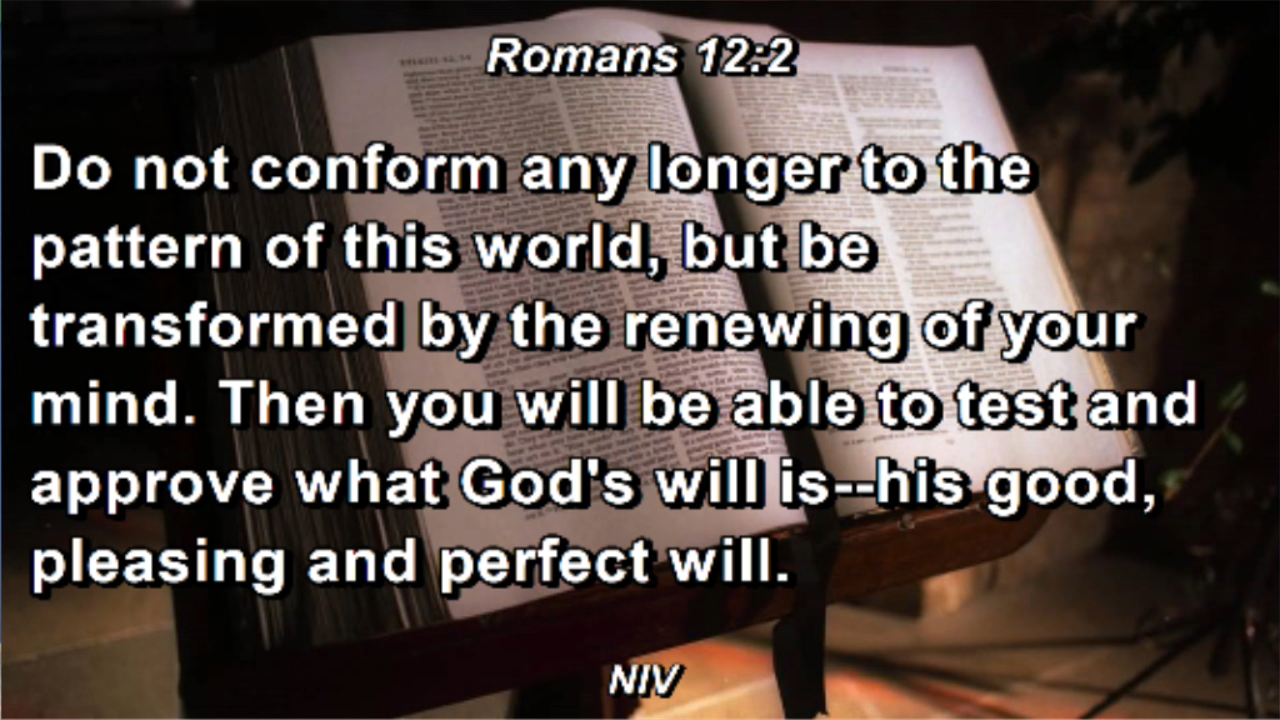 Romans 12:2
Do not conform any longer to the
pattern of this world, but be
transformed by the renewing of your
mind. Then you will be able to test and
approve what God's will is--his good,
pleasing and perfect will.
NIV